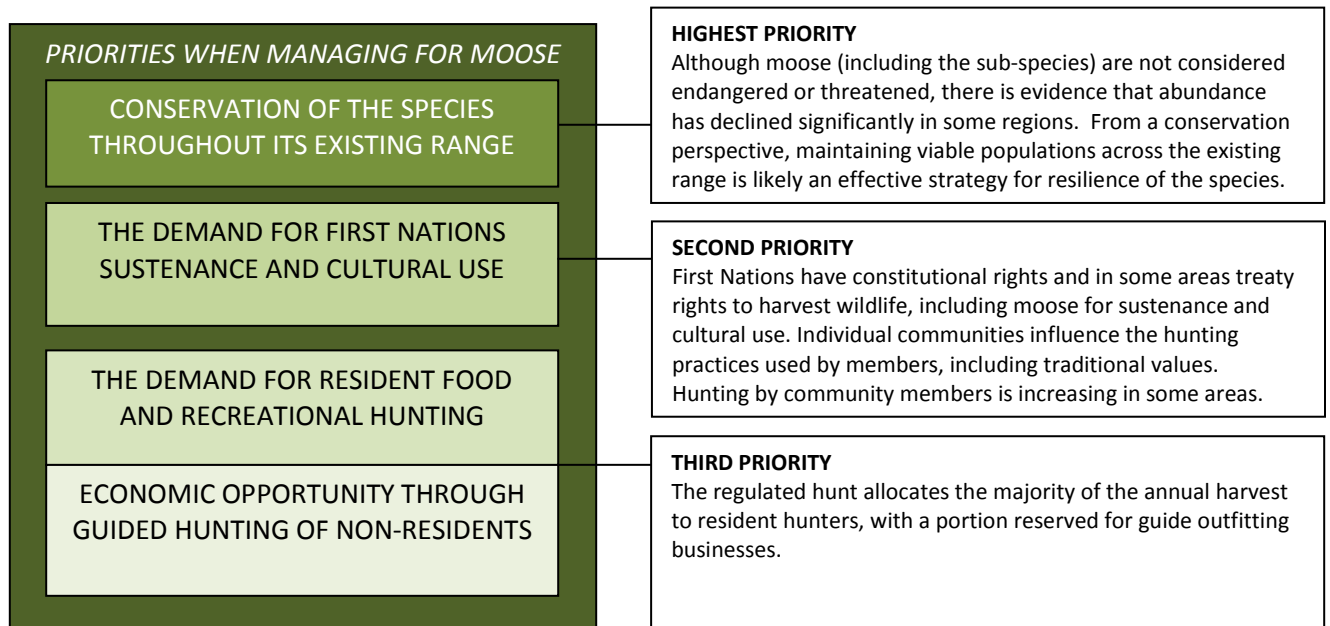 PRIORITIES WHEN MANAGING FOR MOOSE
CONSERVATION OF THE SPECIES
THROUGHOUT ITS EXISTING RANGE
HIGHEST PRIORITY
Although moose (including the sub-species) are not considered
endangered or threatened, there is evidence that abundance
has declined significantly in some regions.  From a conservation
perspective, maintaining viable populations across the existing
range is likely an effective strategy for resilience of the species.
THE DEMAND FOR FIRST NATIONS
SUSTENANCE AND CULTURAL USE
SECOND PRIORITY
First Nations have constitutional rights and in some areas treaty
rights to harvest wildlife, including moose for sustenance and
cultural use. Individual communities influence the hunting
practices used by members, including traditional values.
Hunting by community members is increasing in some areas.
THE DEMAND FOR RESIDENT FOOD
AND RECREATIONAL HUNTING
ECONOMIC OPPORTUNITY THROUGH
GUIDED HUNTING OF NON-RESIDENTS
THIRD PRIORITY
The regulated hunt allocates the majority of the annual harvest
to resident hunters, with a portion reserved for guide outfitting
businesses.